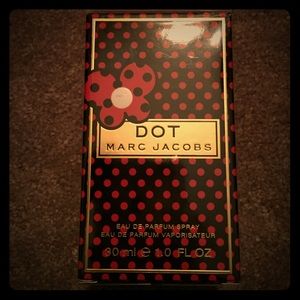 DOT
MARC JACOBS
EAU DE PARFUM SPRAY
EAU DE PARFUM VAPORISATEUR
30 ml ℮ 1.0 FL OZ